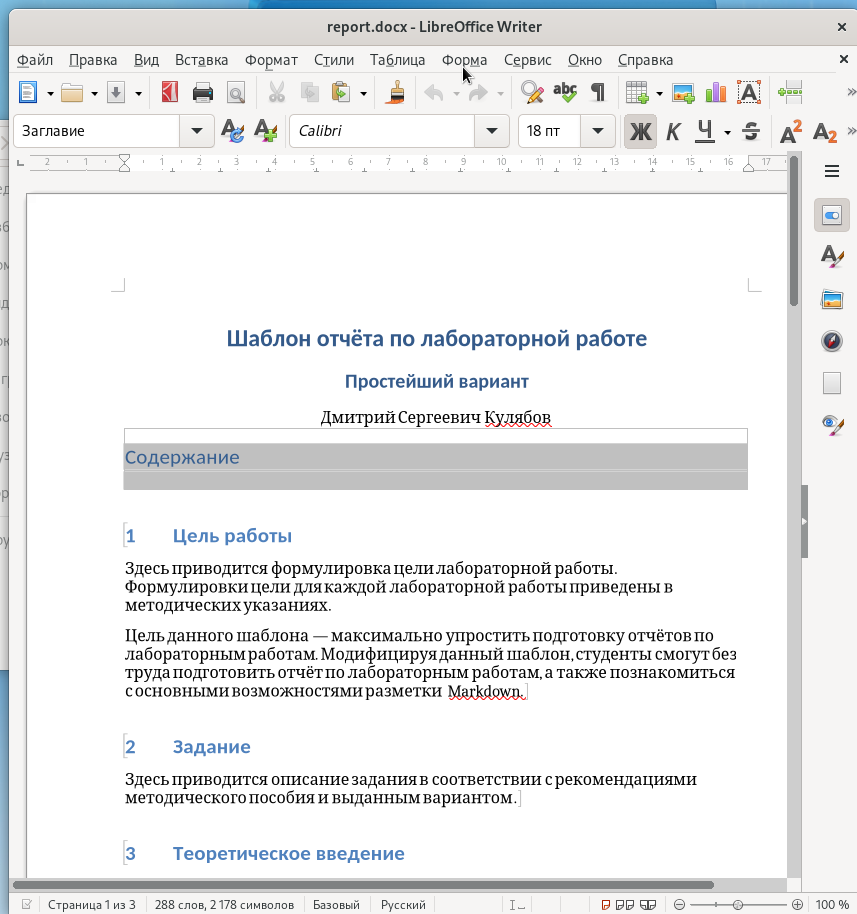 report.docx - LibreOffice Writer
Файл Правка Вид Вставка Формат Стили Таблица Форма Сервис Окно Справка
Заглавие Calibri 18 пт Ж К Ч S A2 A2
2 1 1 2 3 4 5 6 7 8 9 10 11 12 13 14 15 16 17
Шаблон отчёта по лабораторной работе
Простейший вариант
Дмитрий Сергеевич Кулябов
Содержание
1 Цель работы
Здесь приводится формулировка цели лабораторной работы.
Формулировки цели для каждой лабораторной работы приведены в
методических указаниях.
Цель данного шаблона — максимально упростить подготовку отчётов по
лабораторным работам. Модифицируя данный шаблон, студенты смогут без
труда подготовить отчёт по лабораторным работам, а также познакомиться
с основными возможностями разметки Markdown.
2 Задание
Здесь приводится описание задания в соответствии с рекомендациями
методического пособия и выданным вариантом.
3 Теоретическое введение
Страница 1 из 3 288 слов, 2 178 символов Базовый Русский 100 %